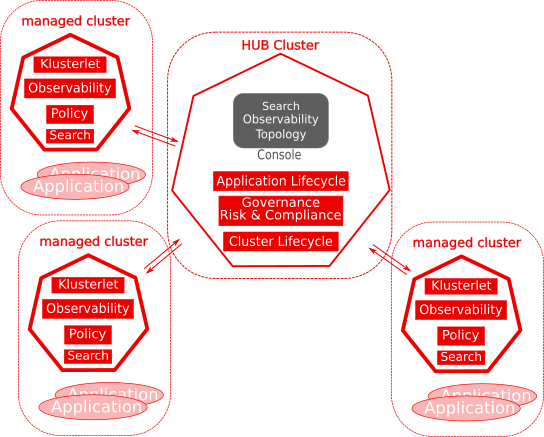 managed cluster
Klusterlet
Observability
Policy
Search
Application
Application
HUB Cluster
Search
Observability
Topology
Console
Application Lifecycle
Governance
Risk & Compliance
Cluster Lifecycle
managed cluster
Klusterlet
Observability
Policy
Search
Application
Application
managed cluster
Klusterlet
Observability
Policy
Search
Application
Application